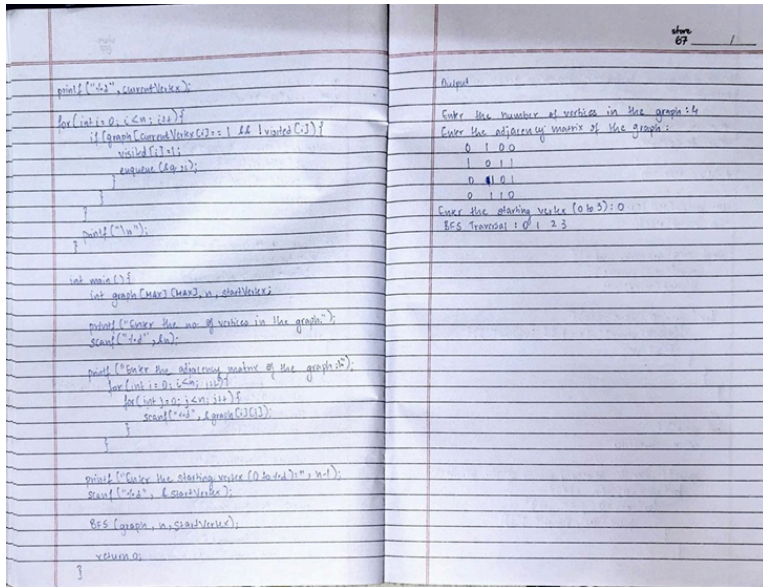 printf("%d", currentVertex);
for(int i=0; i<n; i++){
if(graph[currentVertex[i]==1 && !visited[i]){
visited[i]=1;
enqueue(&q, i);
}
}
}
printf("\n");
}
int main(){
int graph[MAX][MAX], n, startVertex;
printf("Enter the no of vertices in the graph:");
scanf("%d", &n);
printf("Enter the adjacency matrix of the graph:\n");
for(int i=0; i<n; i++){
for(int j=0; j<n; j++){
scanf("%d", &graph[i][j]);
}
}
printf("Enter the starting vertex (0 to %d):", n-1);
scanf("%d", &startVertex);
BFS(graph, n, startVertex);
return 0;
}
store
67 /
Output
Enter the number of vertices in the graph: 4
Enter the adjacency matrix of the graph:
0 1 0 0
1 0 1 1
0 1 0 1
0 1 1 0
Enter the starting vertex (0 to 3): 0
BFS Traversal: 0 1 2 3